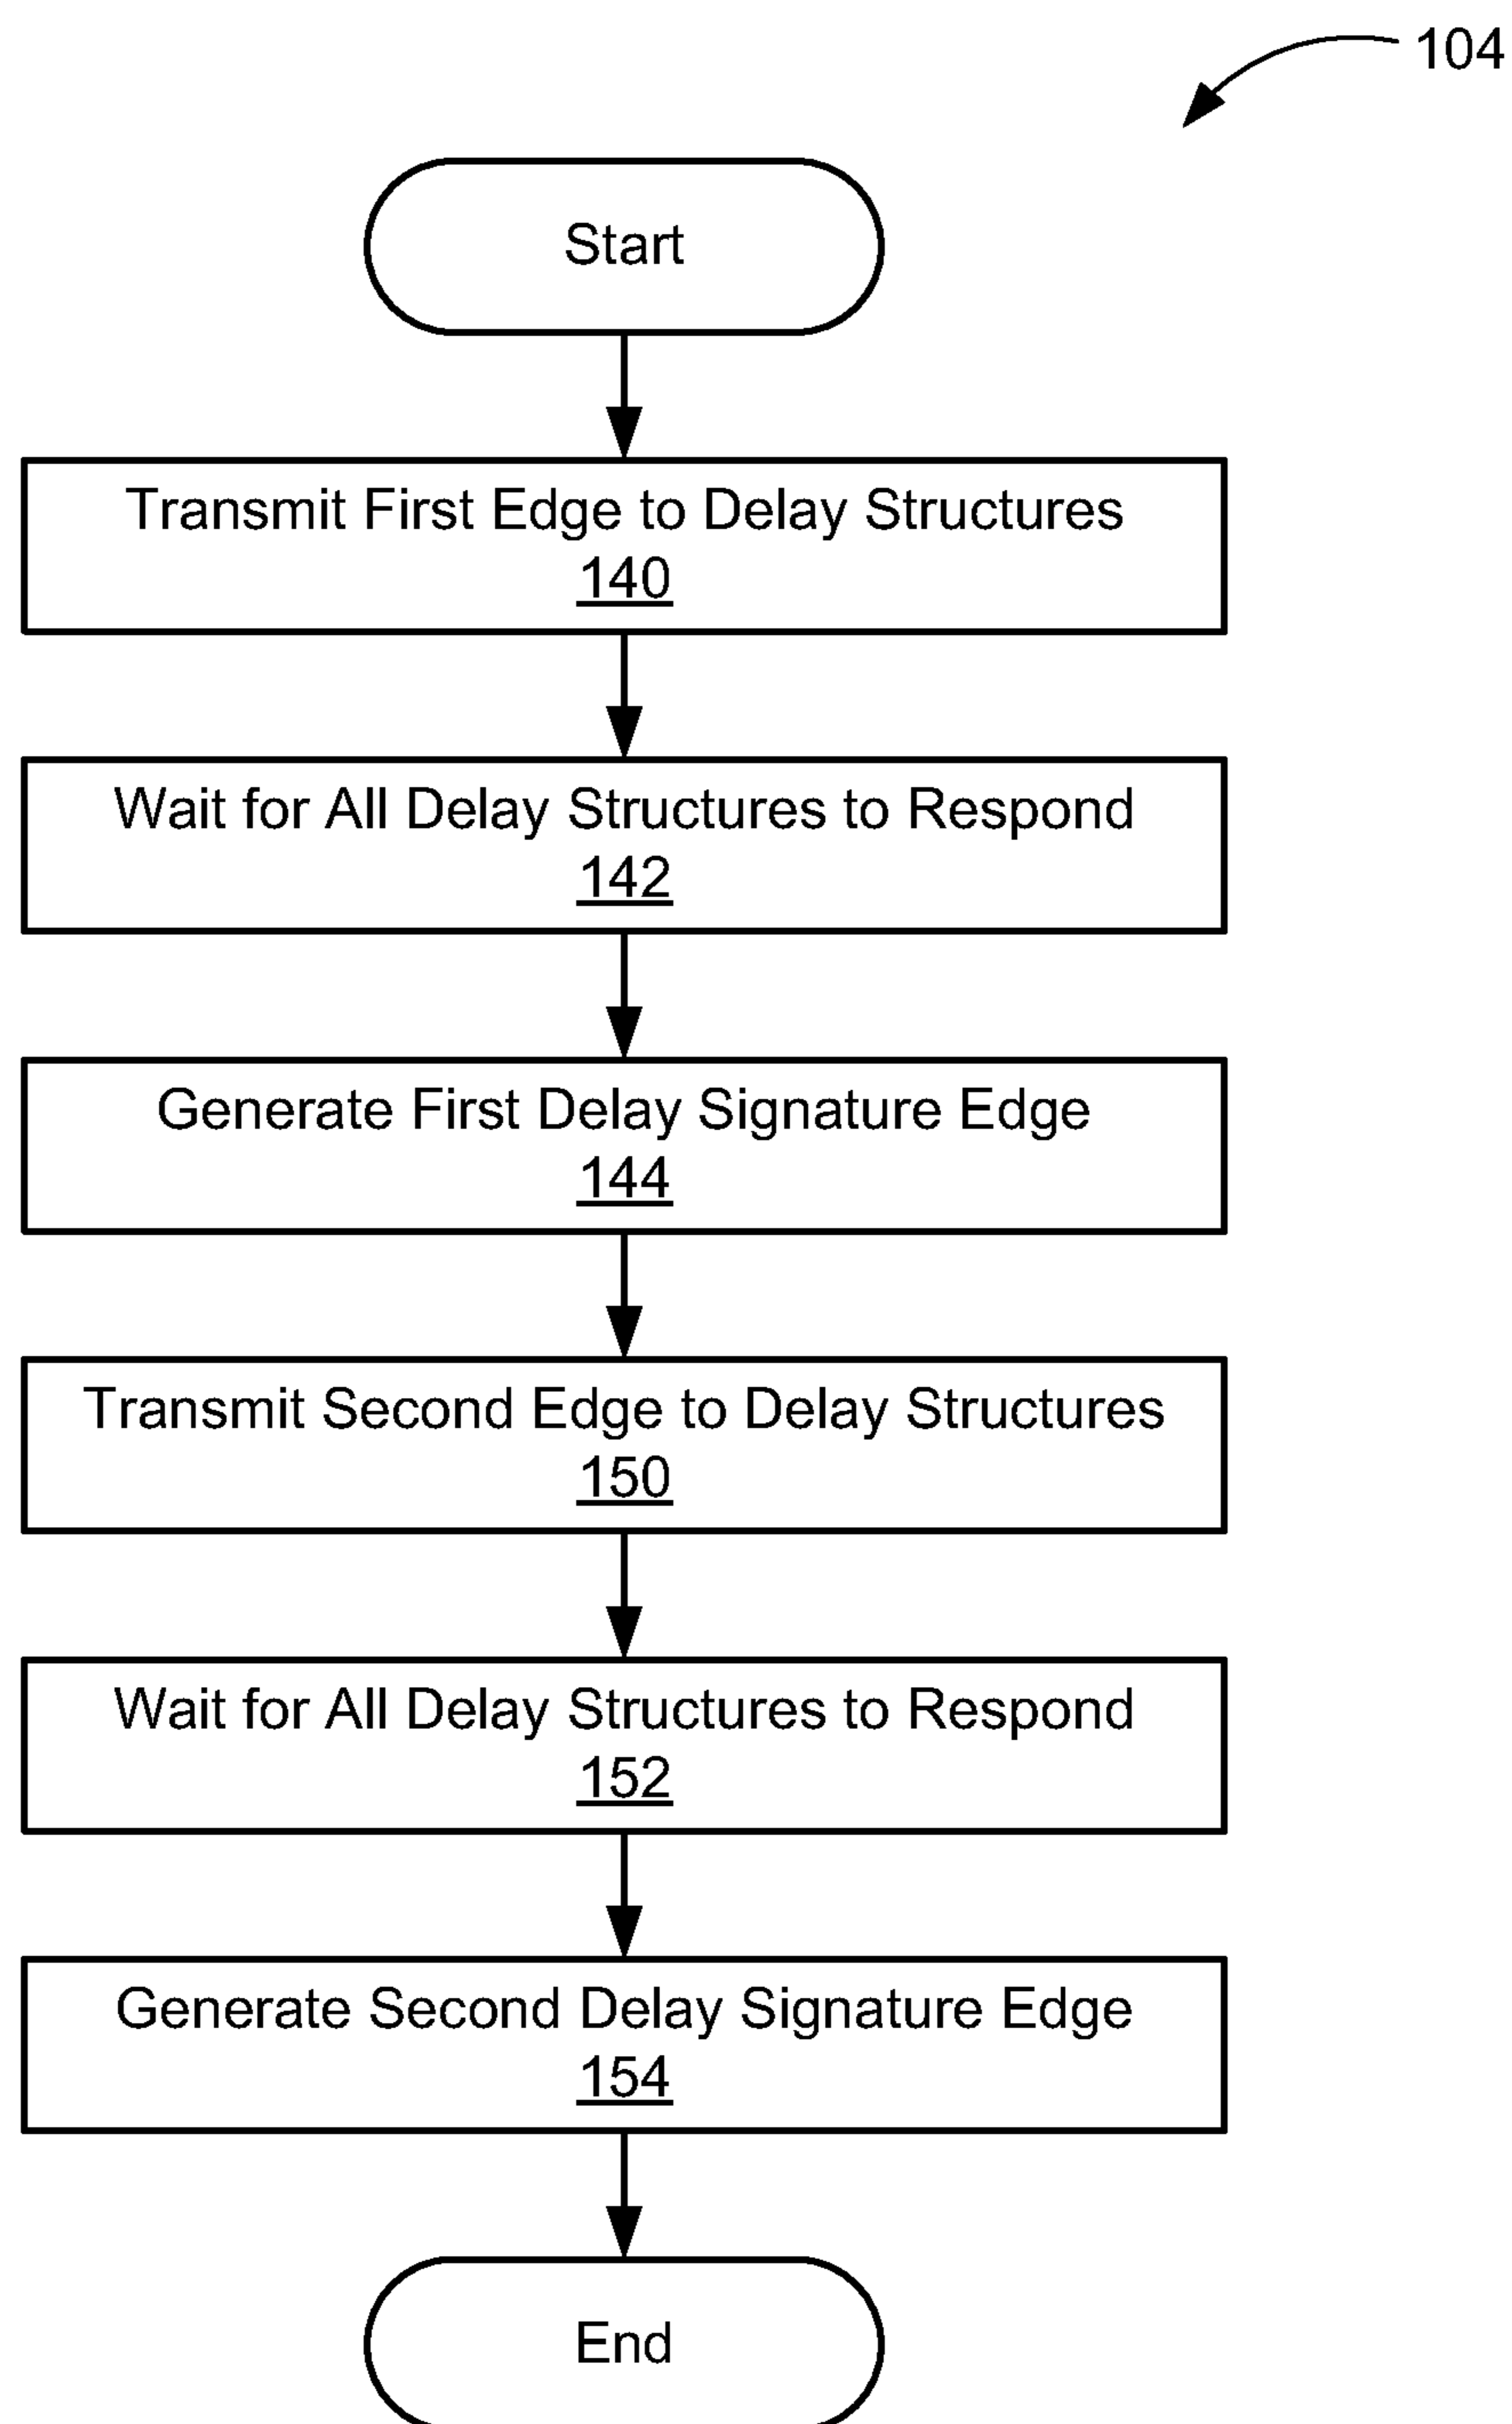 104
Start
Transmit First Edge to Delay Structures
140
Wait for All Delay Structures to Respond
142
Generate First Delay Signature Edge
144
Transmit Second Edge to Delay Structures
150
Wait for All Delay Structures to Respond
152
Generate Second Delay Signature Edge
154
End